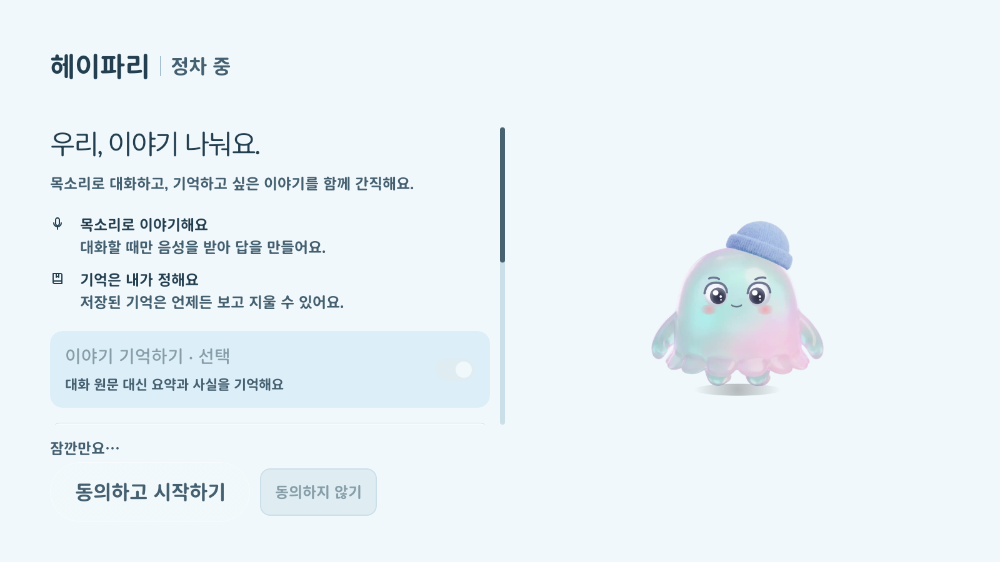 헤이파리
정차 중
우리, 이야기 나눠요.
목소리로 대화하고, 기억하고 싶은 이야기를 함께 간직해요.
목소리로 이야기해요
대화할 때만 음성을 받아 답을 만들어요.
기억은 내가 정해요
저장된 기억은 언제든 보고 지울 수 있어요.
이야기 기억하기 · 선택
대화 원문 대신 요약과 사실을 기억해요
잠깐만요…
동의하고 시작하기
동의하지 않기